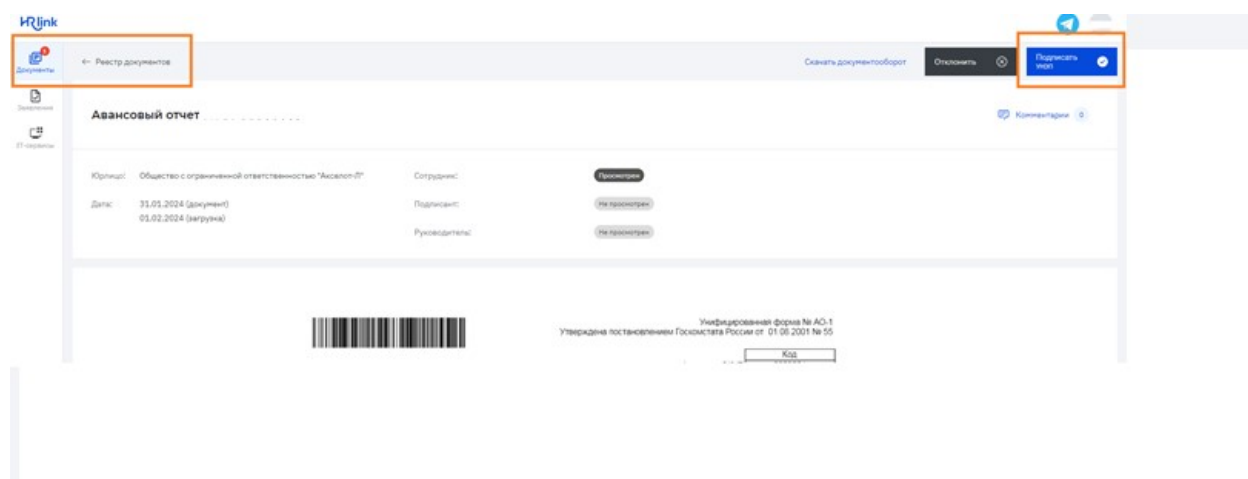 HRlink
Документы
← Реестр документов
Скачать документооборот
Отклонить
Подписать
УНЭП
Заявления
IT-сервисы
Авансовый отчет
Комментарии 0
Юрлицо: Общество с ограниченной ответственностью "Акселот-Л"
Сотрудник: Просмотрен
Дата: 31.01.2024 (документ)
01.02.2024 (загрузка)
Подписант: Не просмотрен
Руководитель: Не просмотрен
Унифицированная форма № АО-1
Утверждена постановлением Госкомстата России от 01.08.2001 № 55
Код